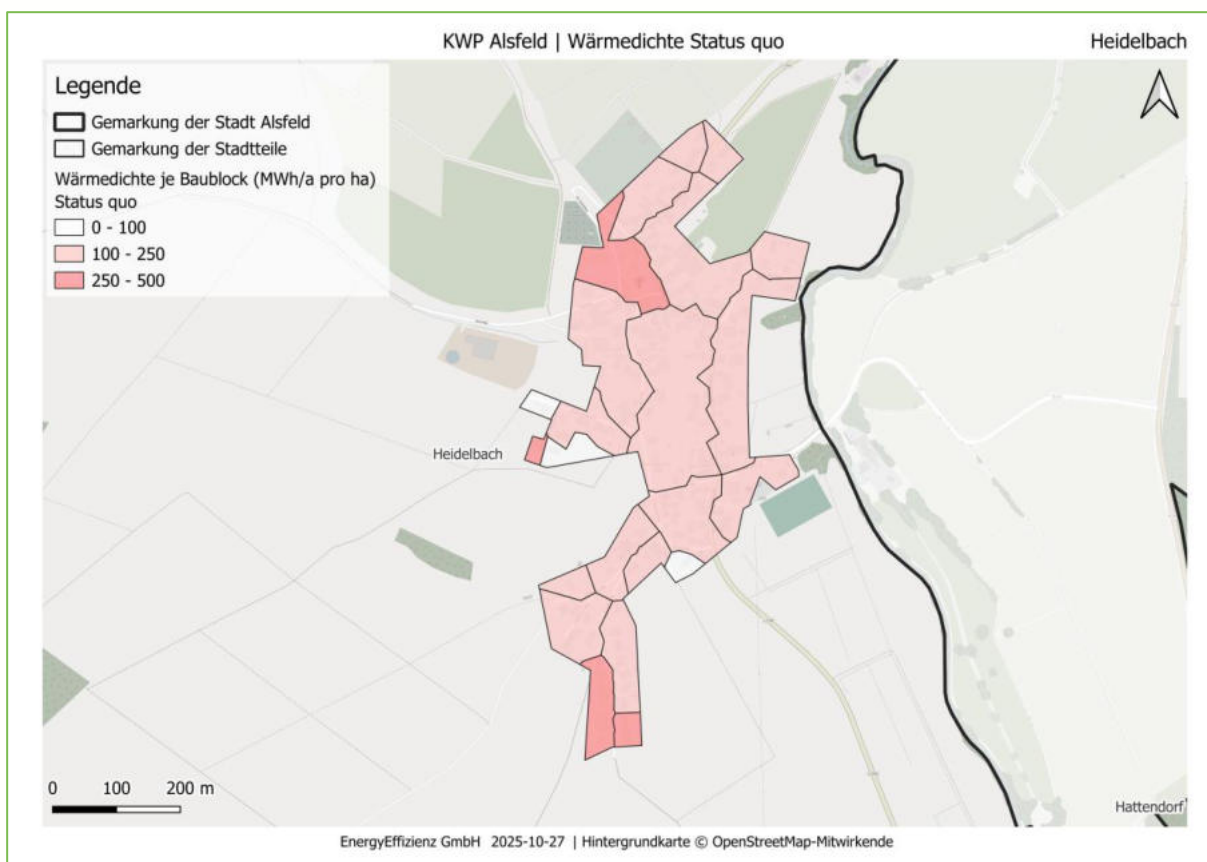 KWP Alsfeld | Wärmedichte Status quo
Heidelbach
Legende
Gemarkung der Stadt Alsfeld
Gemarkung der Stadtteile
Wärmedichte je Baublock (MWh/a pro ha)
Status quo
0 - 100
100 - 250
250 - 500
Heidelbach
0 100 200 m
Hattendorf
EnergyEffizienz GmbH 2025-10-27 | Hintergrundkarte © OpenStreetMap-Mitwirkende